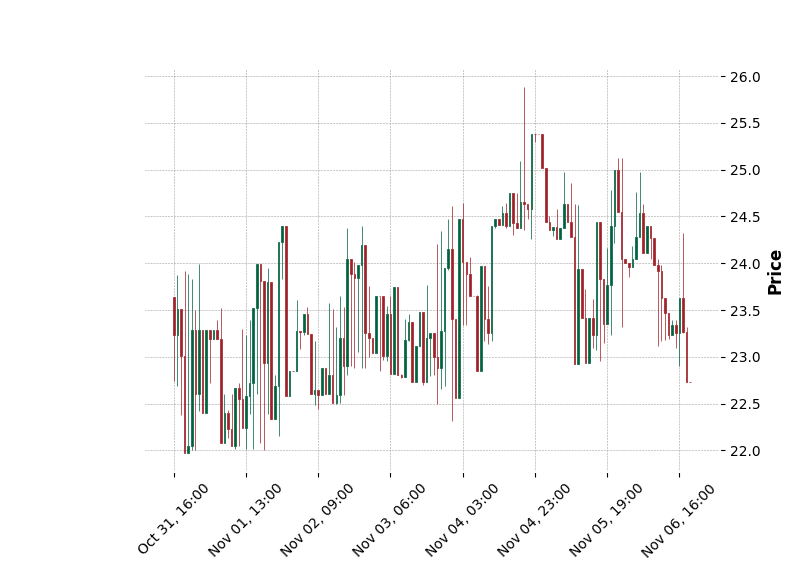 26.0
25.5
25.0
24.5
24.0
23.5
23.0
22.5
22.0
Price
Oct 31, 16:00
Nov 01, 13:00
Nov 02, 09:00
Nov 03, 06:00
Nov 04, 03:00
Nov 04, 23:00
Nov 05, 19:00
Nov 06, 16:00